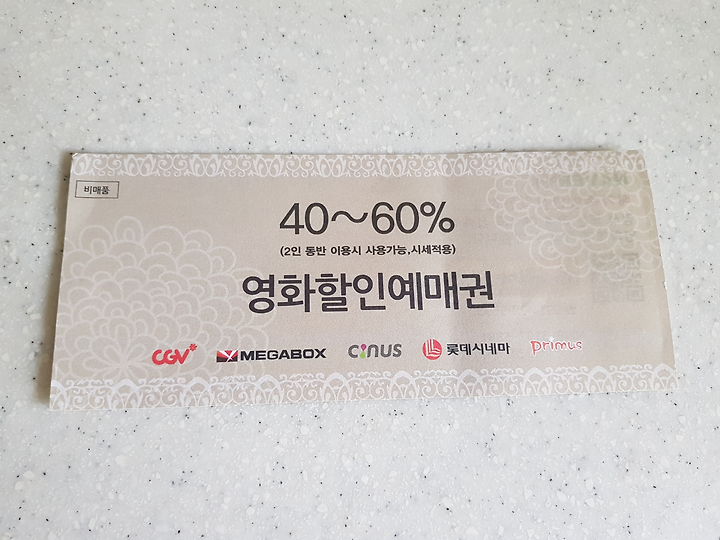 비매품
40~60%
(2인 동반 이용시 사용가능,시세적용)
영화할인예매권
CGV MEGABOX CINUS 롯데시네마 Primus